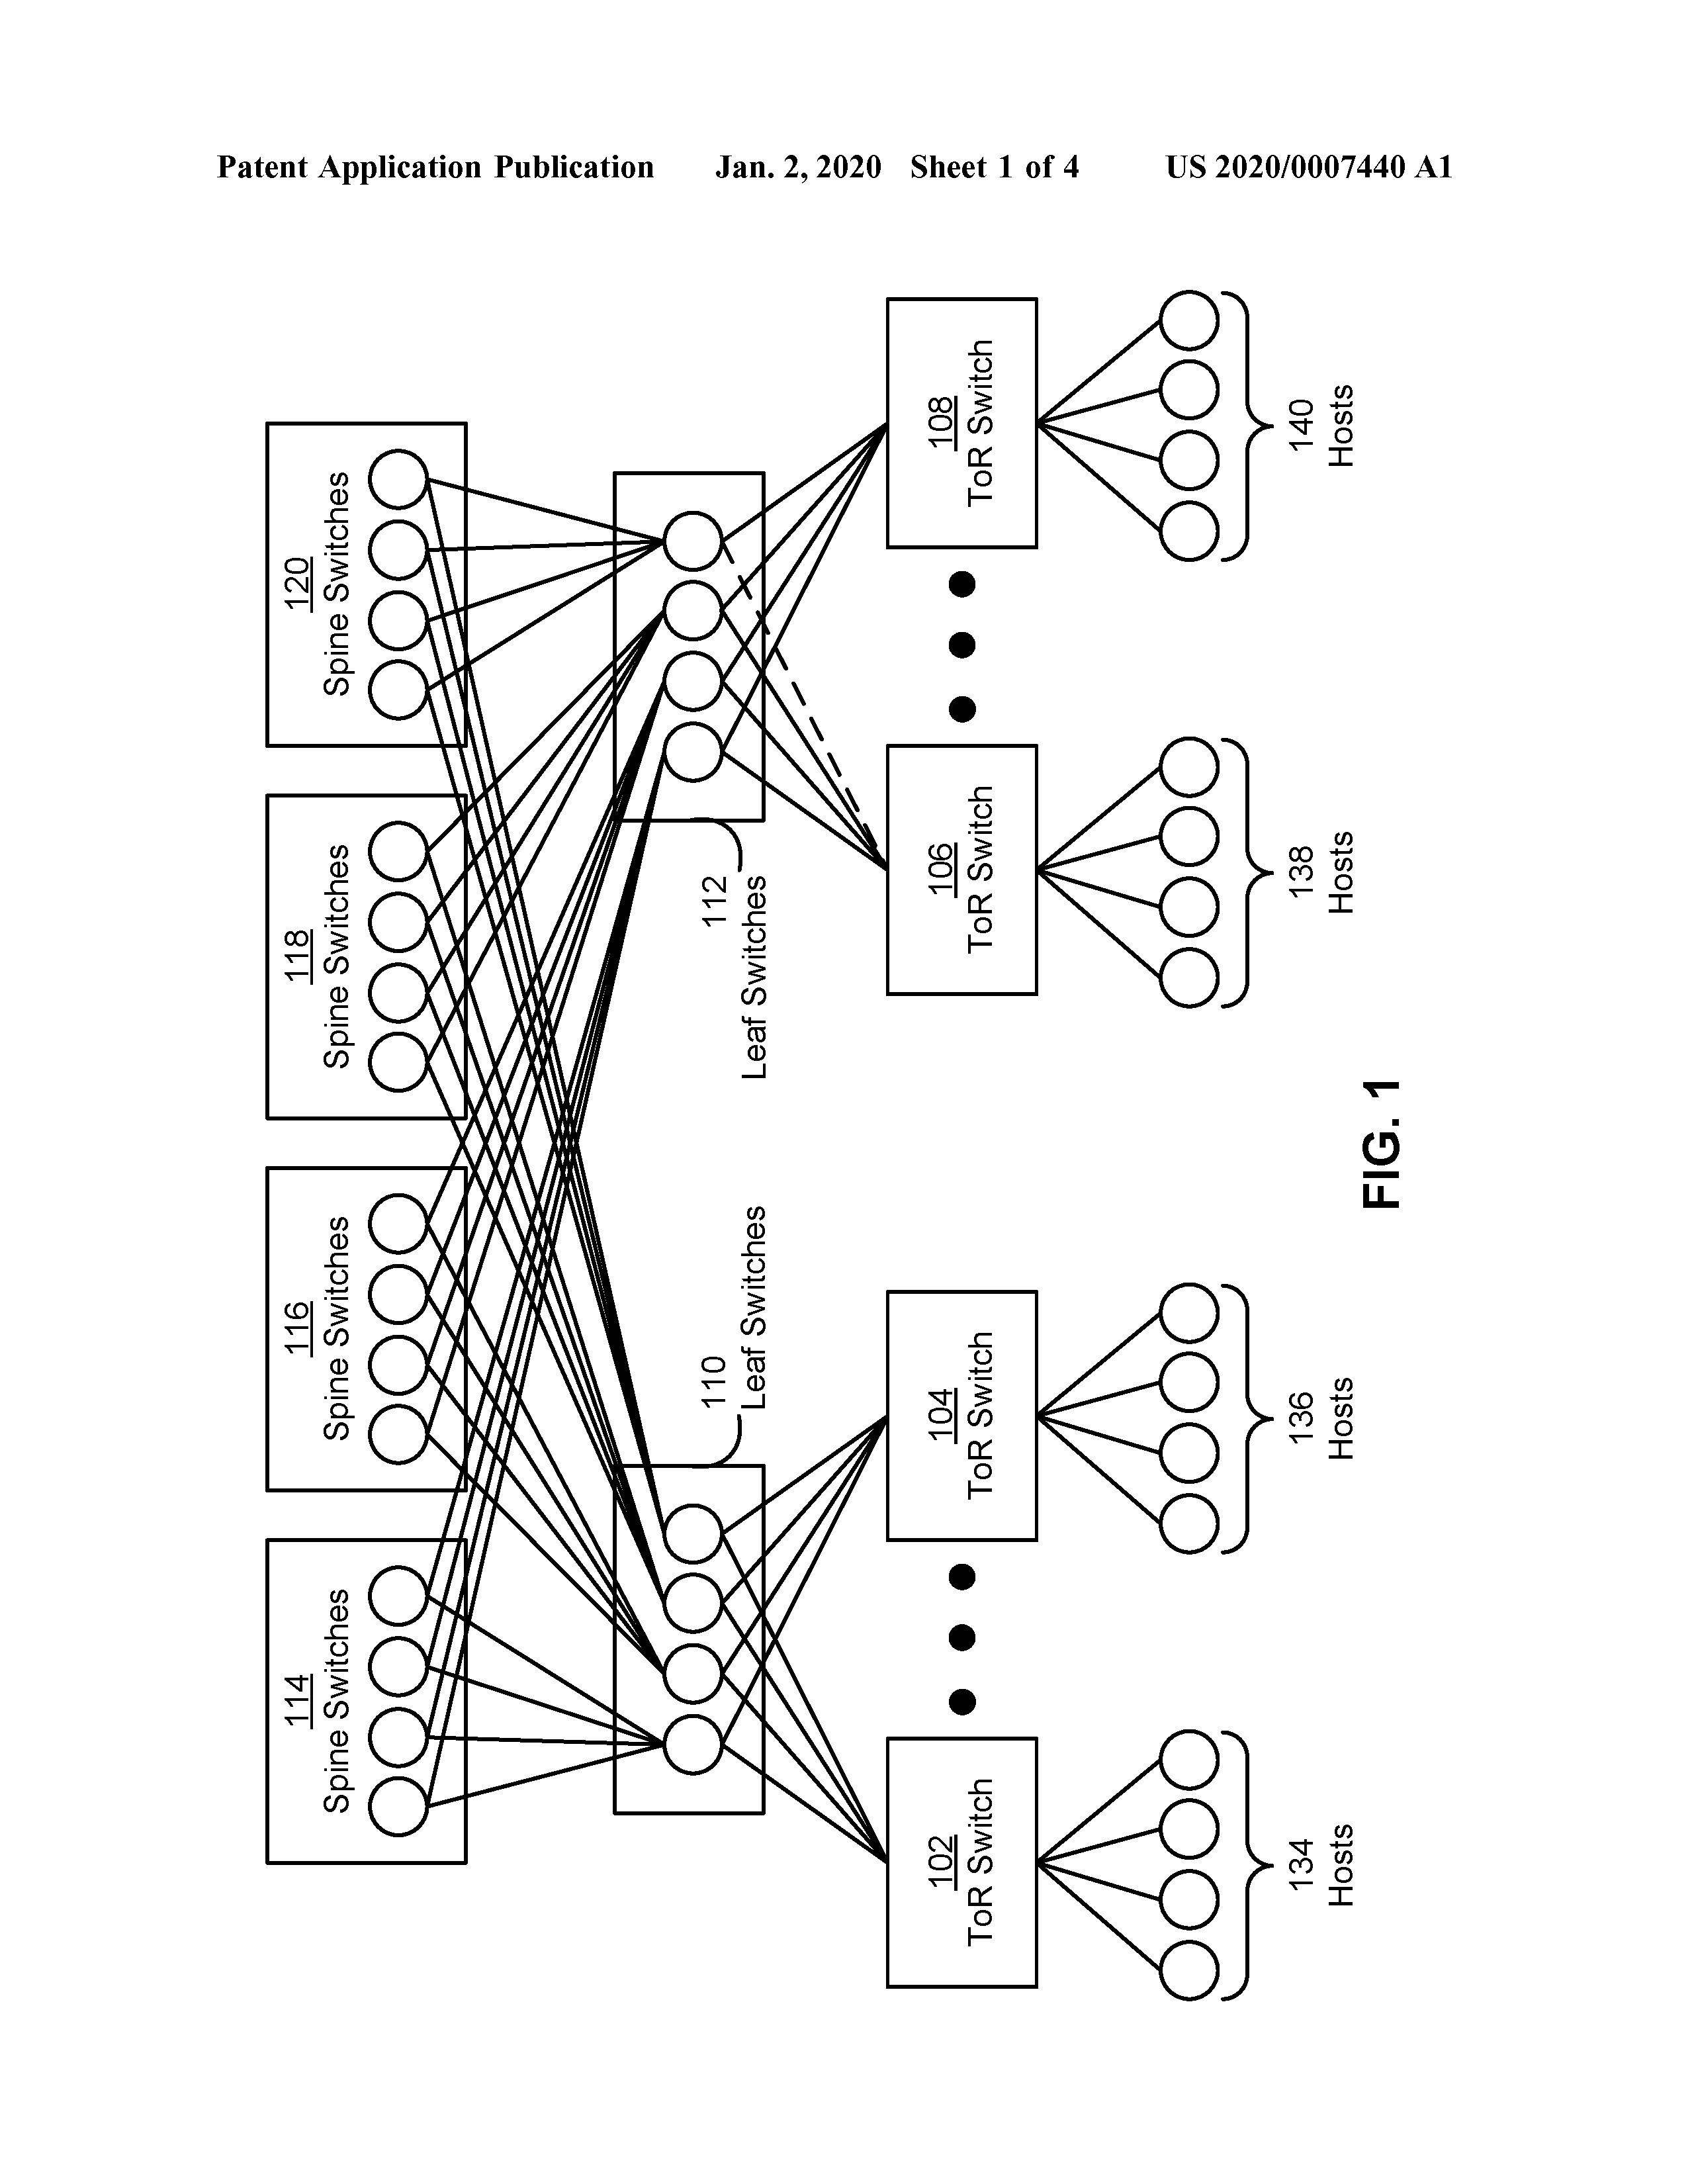 Patent Application Publication Jan. 2, 2020 Sheet 1 of 4 US 2020/0007440 A1
114
Spine Switches
116
Spine Switches
118
Spine Switches
120
Spine Switches
110
Leaf Switches
112
Leaf Switches
102
ToR Switch
104
ToR Switch
106
ToR Switch
108
ToR Switch
134
Hosts
136
Hosts
138
Hosts
140
Hosts
FIG. 1